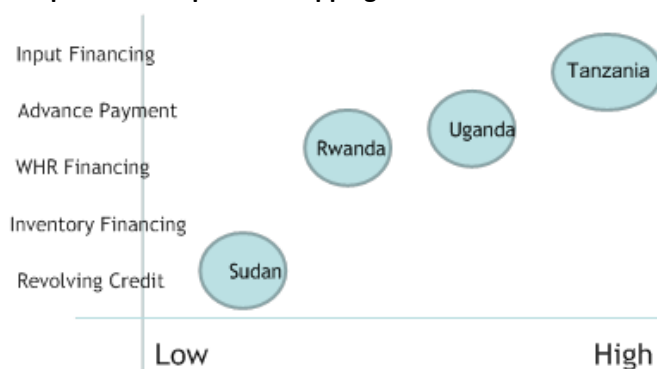 Input Financing
Tanzania
Advance Payment
Uganda
Rwanda
WHR Financing
Inventory Financing
Sudan
Revolving Credit
Low
High